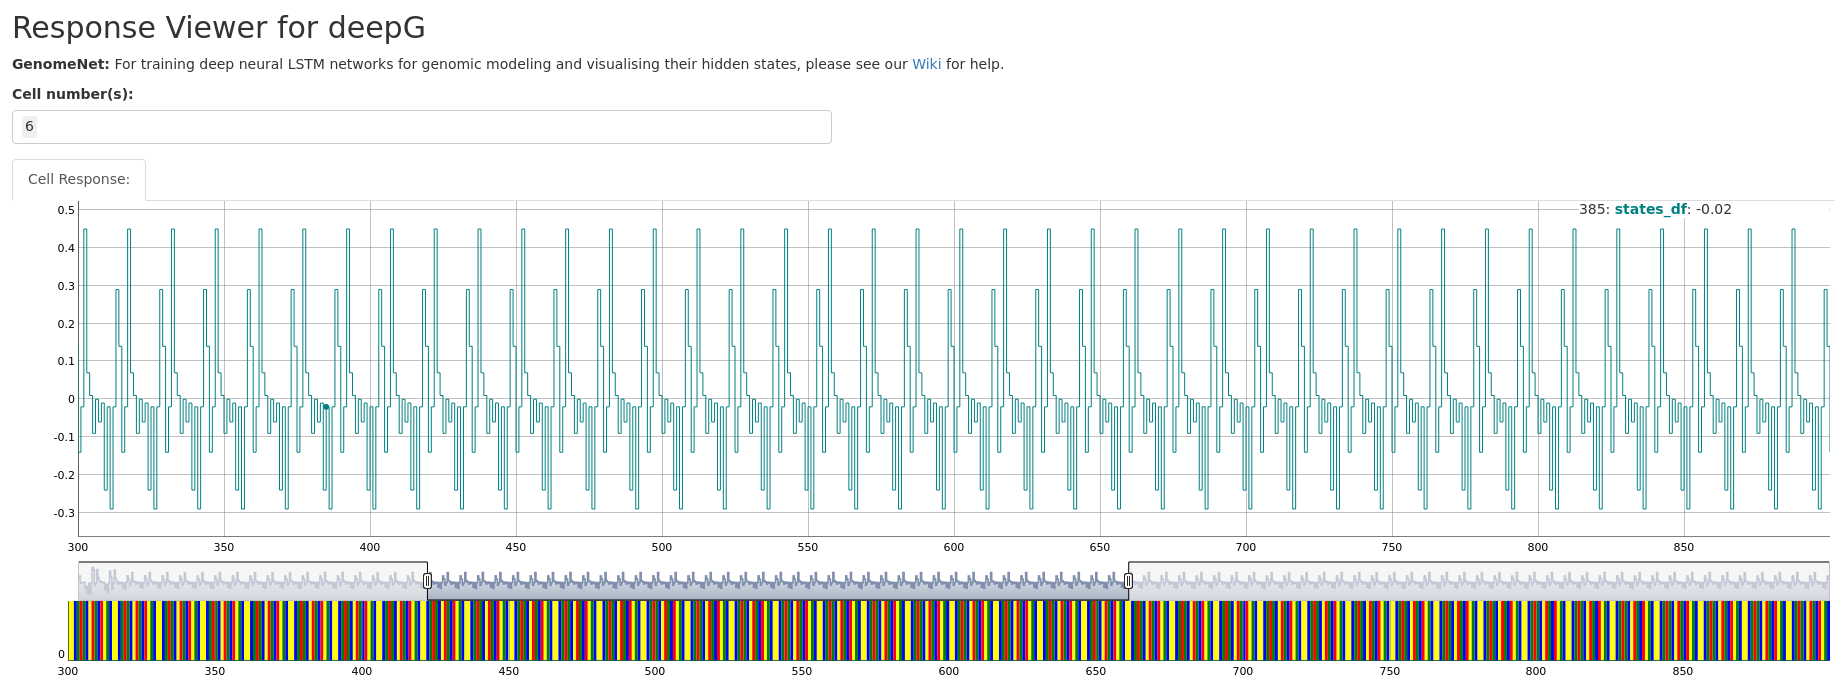 Response Viewer for deepG
GenomeNet: For training deep neural LSTM networks for genomic modeling and visualising their hidden states, please see our Wiki for help.
Cell number(s):
6
Cell Response:
385: states_df: -0.02
0.5
0.4
0.3
0.2
0.1
0
-0.1
-0.2
-0.3
300 350 400 450 500 550 600 650 700 750 800 850
0
300 350 400 450 500 550 600 650 700 750 800 850